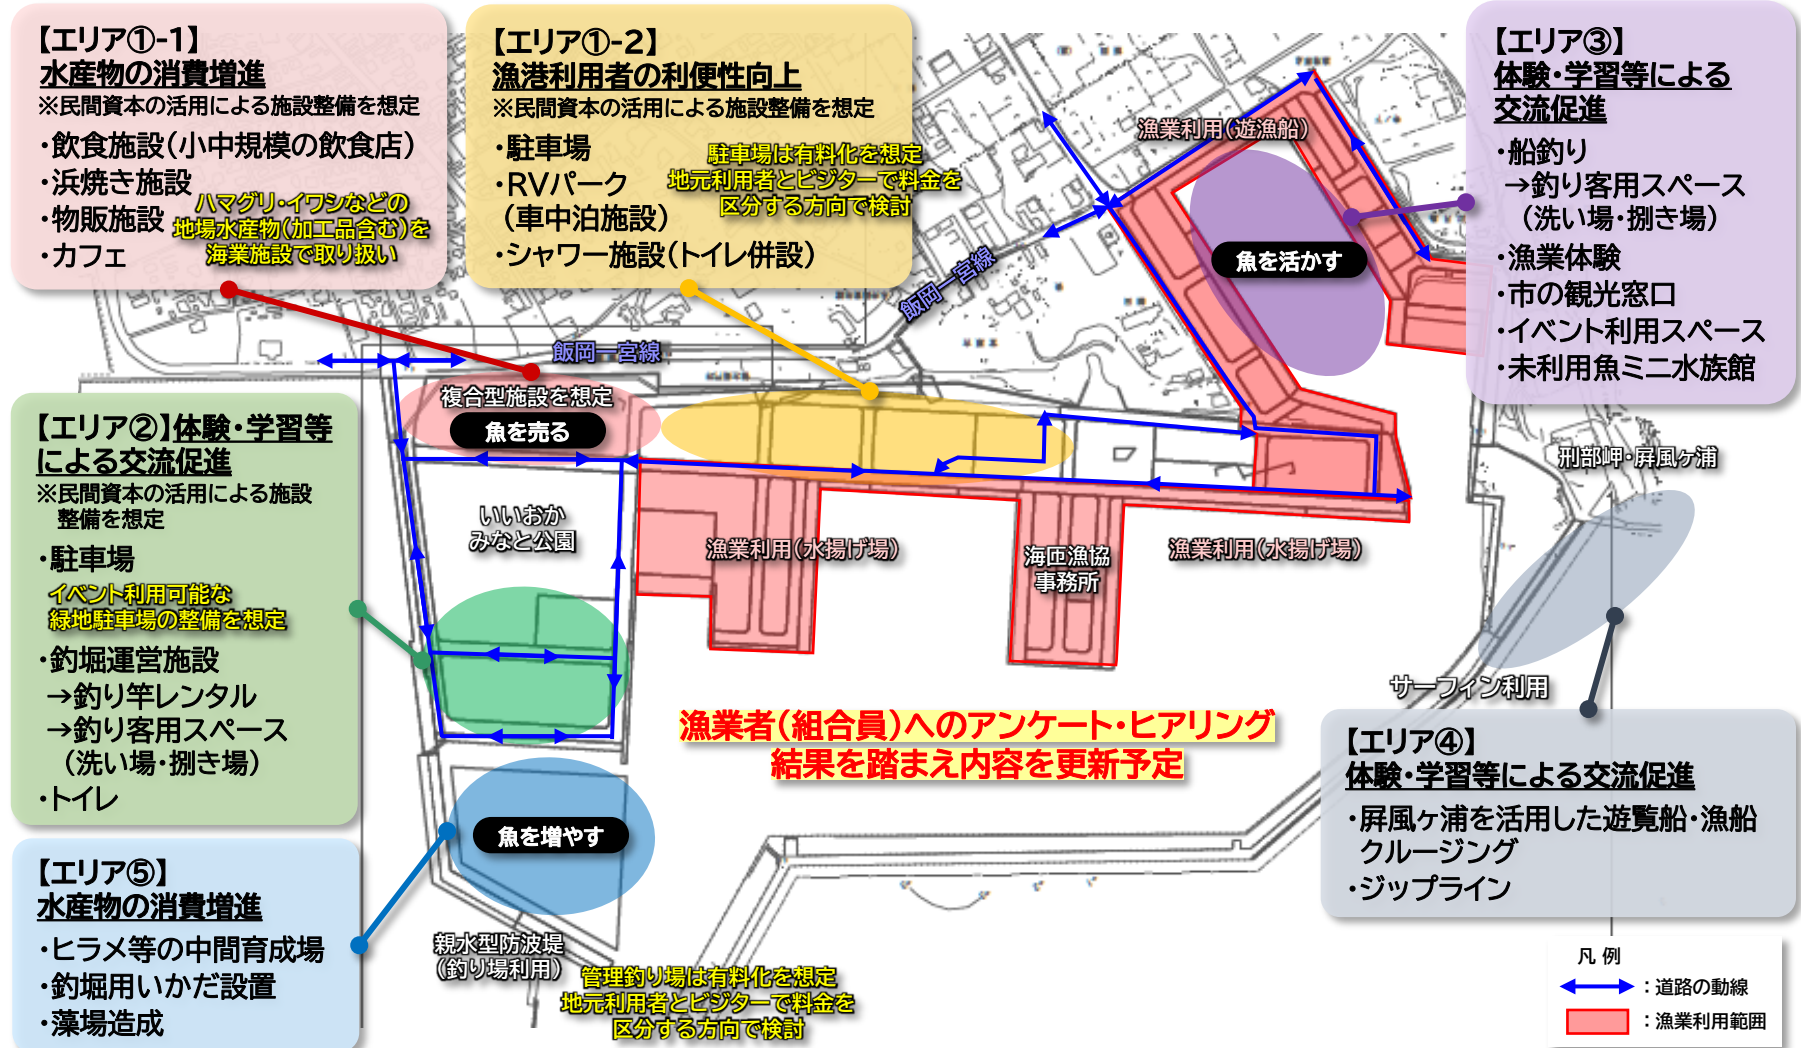 【エリア①-1】
水産物の消費増進
※民間資本の活用による施設整備を想定
・飲食施設（小中規模の飲食店）
・浜焼き施設
・物販施設
・カフェ
ハマグリ・イワシなどの
地場水産物（加工品含む）を
海業施設で取り扱い
【エリア①-2】
漁港利用者の利便性向上
※民間資本の活用による施設整備を想定
・駐車場
・RVパーク
（車中泊施設）
・シャワー施設（トイレ併設）
駐車場は有料化を想定
地元利用者とビジターで料金を
区分する方向で検討
【エリア③】
体験・学習等による
交流促進
・船釣り
→釣り客用スペース
（洗い場・捌き場）
・漁業体験
・市の観光窓口
・イベント利用スペース
・未利用魚ミニ水族館
漁業利用（遊漁船）
魚を活かす
飯岡一宮線
飯岡一宮線
複合型施設を想定
魚を売る
【エリア②】体験・学習等
による交流促進
※民間資本の活用による施設
整備を想定
・駐車場
イベント利用可能な
緑地駐車場の整備を想定
・釣堀運営施設
→釣り竿レンタル
→釣り客用スペース
（洗い場・捌き場）
・トイレ
いいおか
みなと公園
漁業利用（水揚げ場）
海匝漁協
事務所
漁業利用（水揚げ場）
刑部岬・屏風ヶ浦
サーフィン利用
漁業者（組合員）へのアンケート・ヒアリング
結果を踏まえ内容を更新予定
【エリア④】
体験・学習等による交流促進
・屏風ヶ浦を活用した遊覧船・漁船
クルージング
・ジップライン
【エリア⑤】
水産物の消費増進
・ヒラメ等の中間育成場
・釣堀用いかだ設置
・藻場造成
魚を増やす
親水型防波堤
（釣り場利用）
管理釣り場は有料化を想定
地元利用者とビジターで料金を
区分する方向で検討
凡 例
：道路の動線
：漁業利用範囲